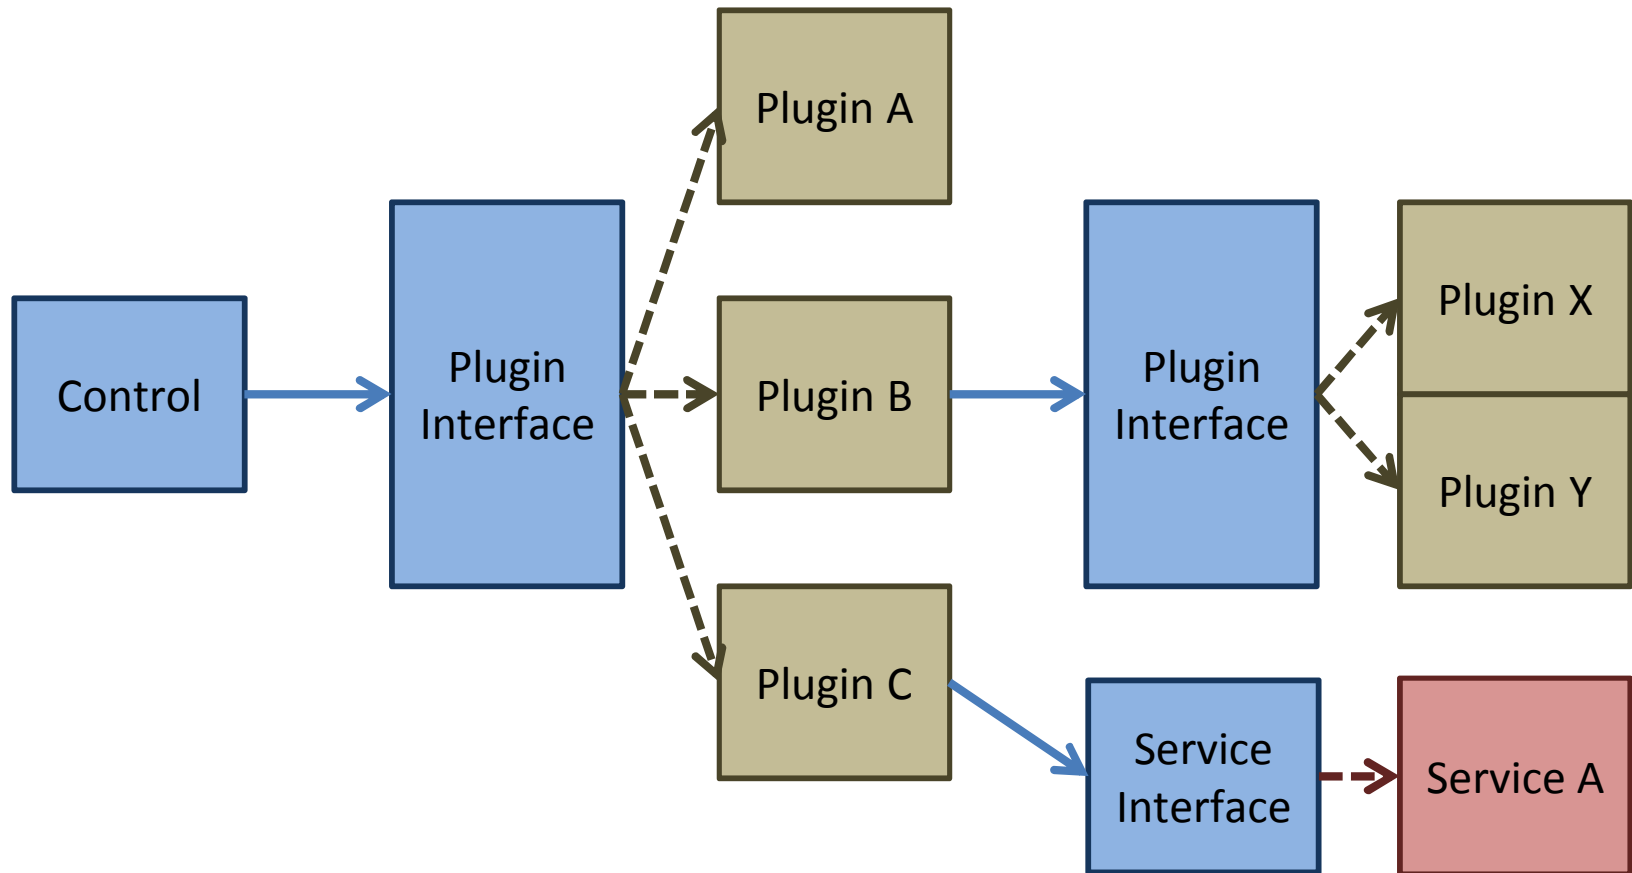 Plugin A
Control
Plugin
Interface
Plugin B
Plugin
Interface
Plugin X
Plugin Y
Plugin C
Service
Interface
Service A